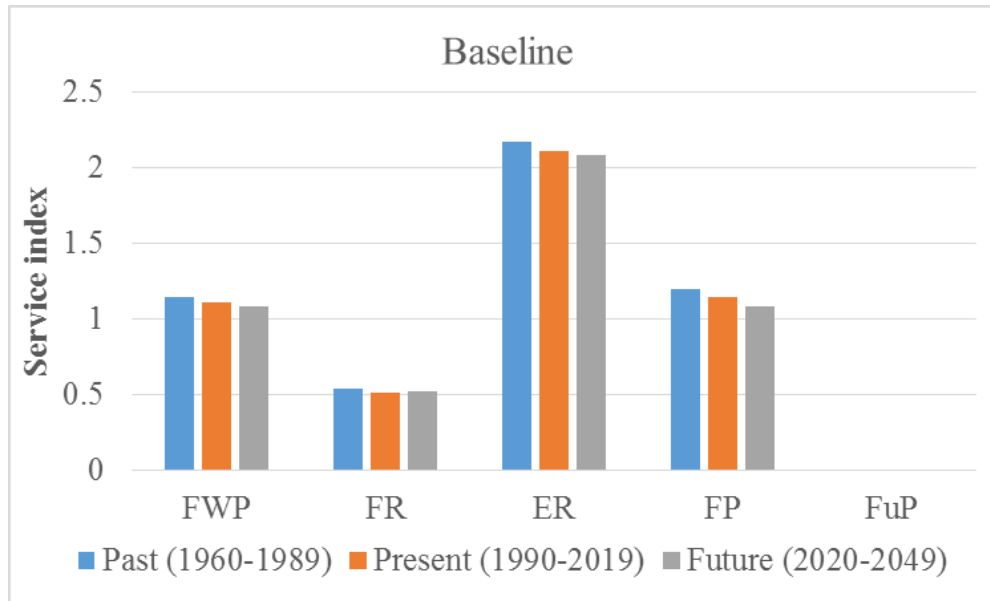 Baseline
Service index
2.5
2
1.5
1
0.5
0
FWP FR ER FP FuP
Past (1960-1989) Present (1990-2019) Future (2020-2049)